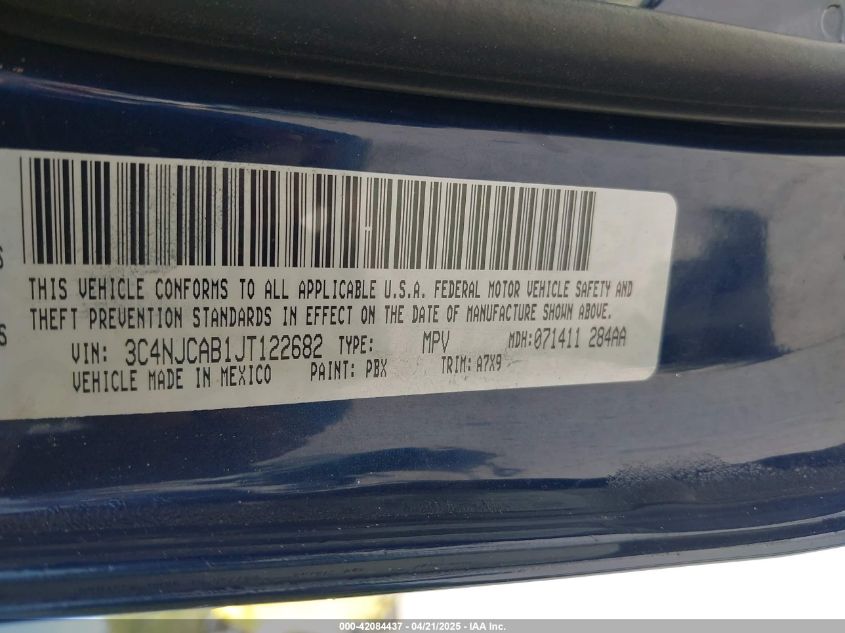 S
THIS VEHICLE CONFORMS TO ALL APPLICABLE U.S.A. FEDERAL MOTOR VEHICLE SAFETY AND
THEFT PREVENTION STANDARDS IN EFFECT ON THE DATE OF MANUFACTURE SHOWN ABOVE.
S
VIN: 3C4NJCAB1JT122682 TYPE: MPV MDH:071411 284AA
VEHICLE MADE IN MEXICO PAINT: PBX TRIM: A7X9
000-42084437 - 04/21/2025 - IAA Inc.